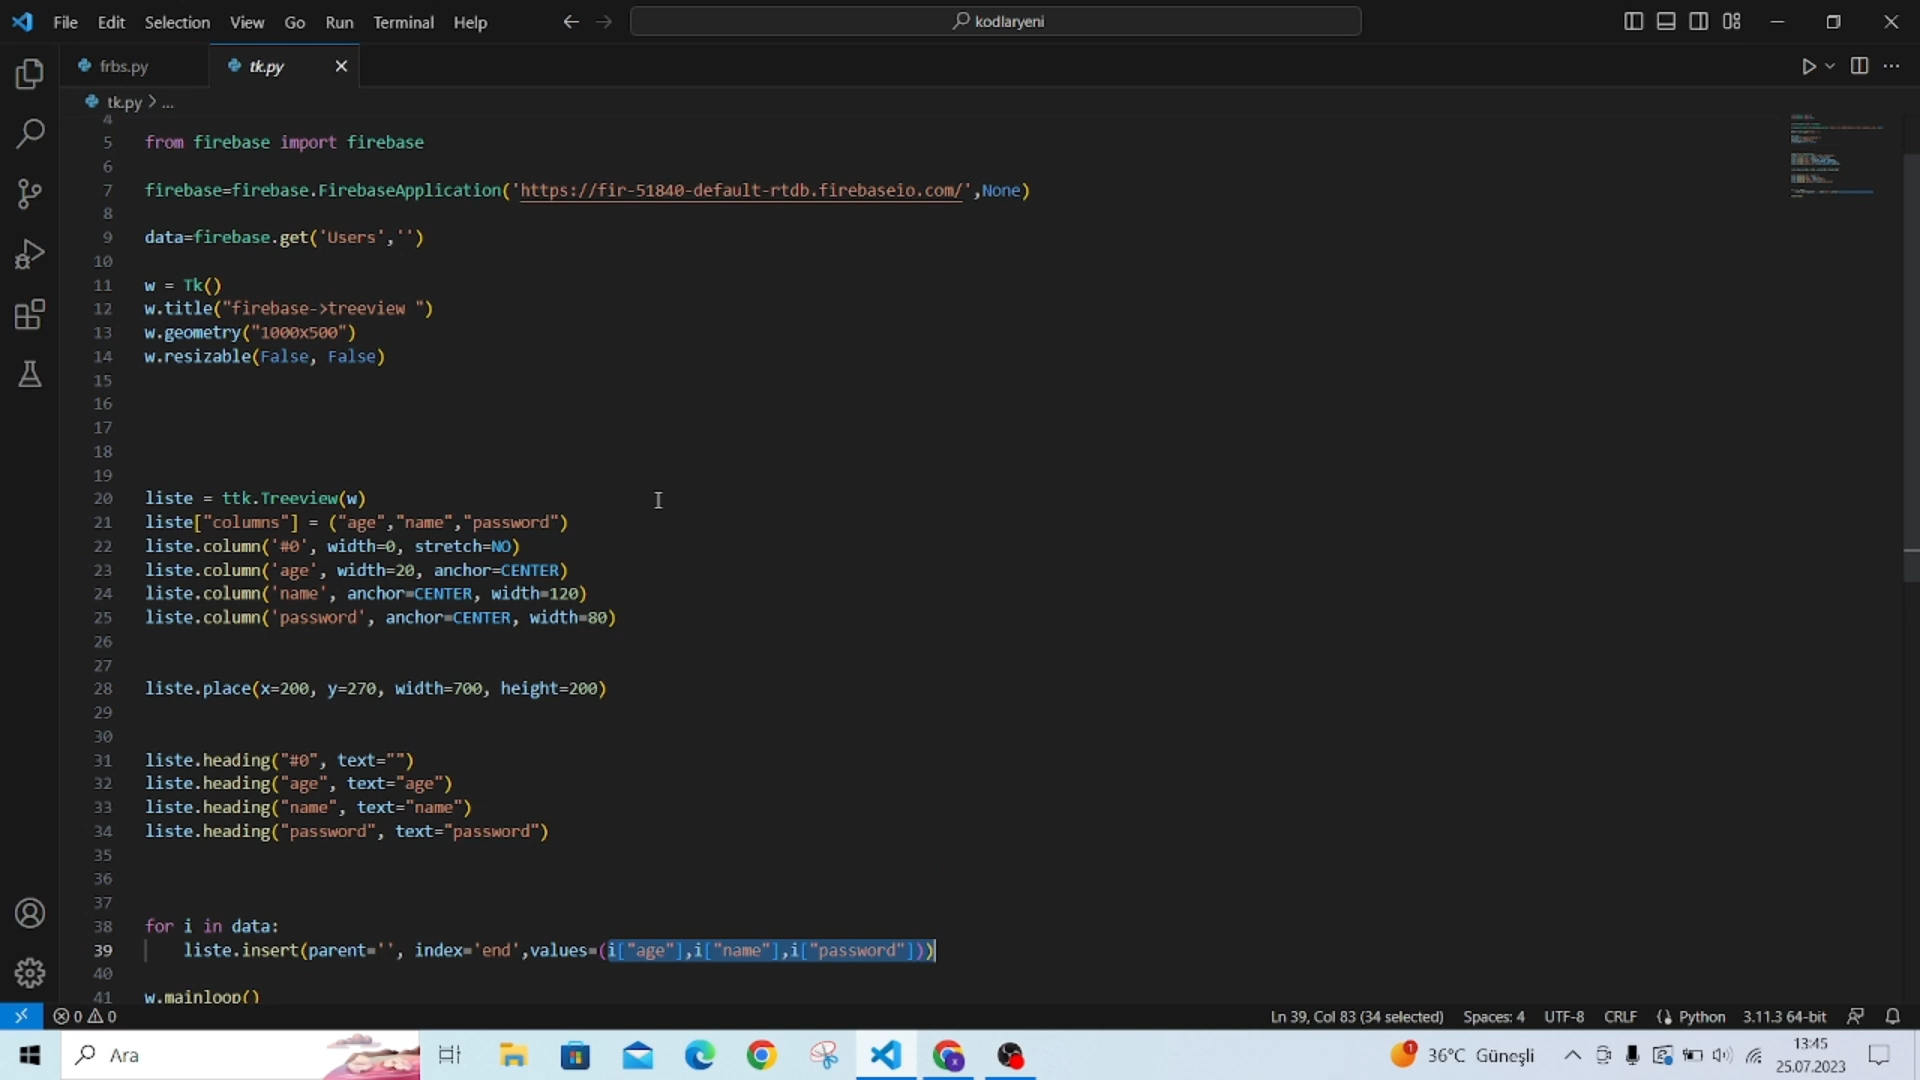 File Edit Selection View Go Run Terminal Help kodlaryeni
frbs.py tk.py
tk.py > ...
4
5 from firebase import firebase
6
7 firebase=firebase.FirebaseApplication('https://fir-51840-default-rtdb.firebaseio.com/',None)
8
9 data=firebase.get('Users','')
10
11 w = Tk()
12 w.title("firebase->treeview ")
13 w.geometry("1000x500")
14 w.resizable(False, False)
15
16
17
18
19
20 liste = ttk.Treeview(w)
21 liste["columns"] = ("age","name","password")
22 liste.column('#0', width=0, stretch=NO)
23 liste.column('age', width=20, anchor=CENTER)
24 liste.column('name', anchor=CENTER, width=120)
25 liste.column('password', anchor=CENTER, width=80)
26
27
28 liste.place(x=200, y=270, width=700, height=200)
29
30
31 liste.heading("#0", text="")
32 liste.heading("age", text="age")
33 liste.heading("name", text="name")
34 liste.heading("password", text="password")
35
36
37
38 for i in data:
39 liste.insert(parent='', index='end',values=(i["age"],i["name"],i["password"]))
40
41 w.mainloop()
0 0 Ln 39, Col 83 (34 selected) Spaces: 4 UTF-8 CRLF Python 3.11.3 64-bit
Ara 1 36°C Güneşli 13:45
25.07.2023